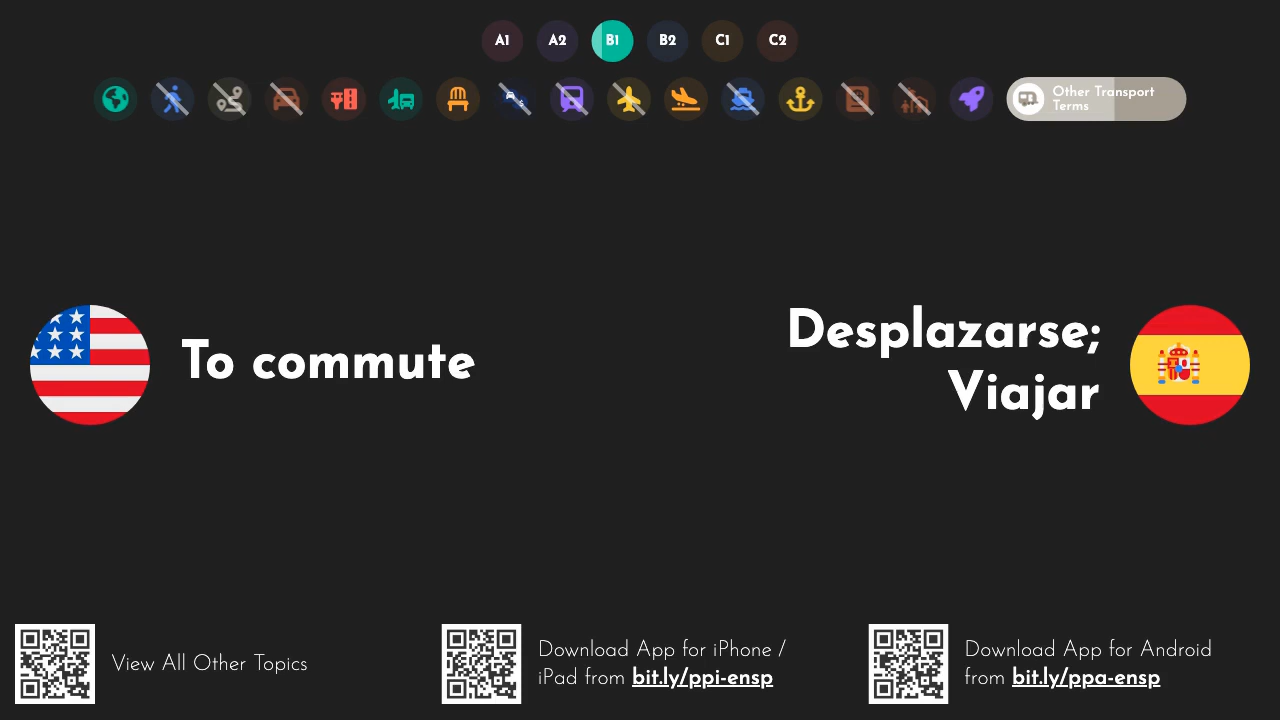 A1 A2 B1 B2 C1 C2
Other Transport
Terms
To commute
Desplazarse;
Viajar
View All Other Topics
Download App for iPhone /
iPad from bit.ly/ppi-ensp
Download App for Android
from bit.ly/ppa-ensp